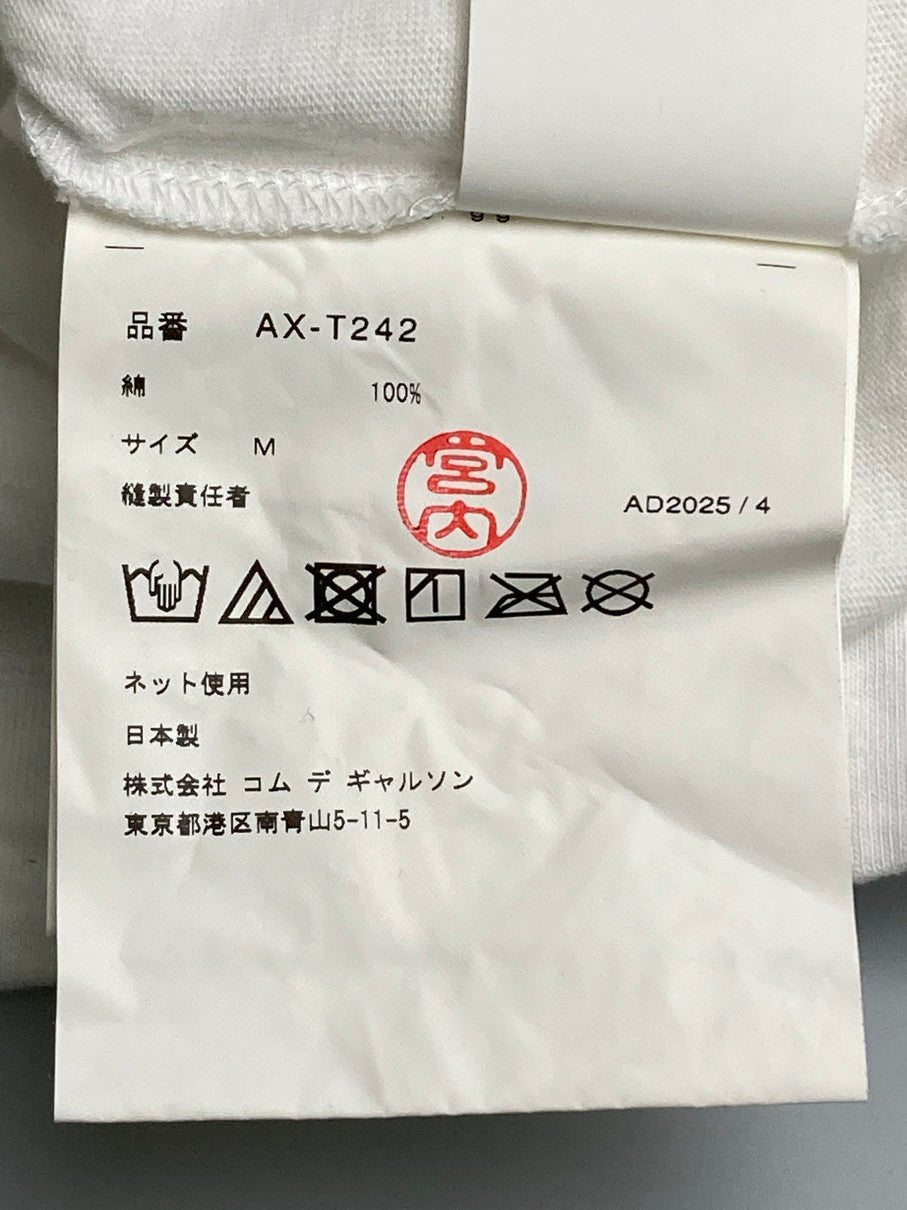 品番 AX-T242
綿 100%
サイズ M
縫製責任者
宮内
AD2025 / 4
ネット使用
日本製
株式会社 コム デ ギャルソン
東京都港区南青山5-11-5